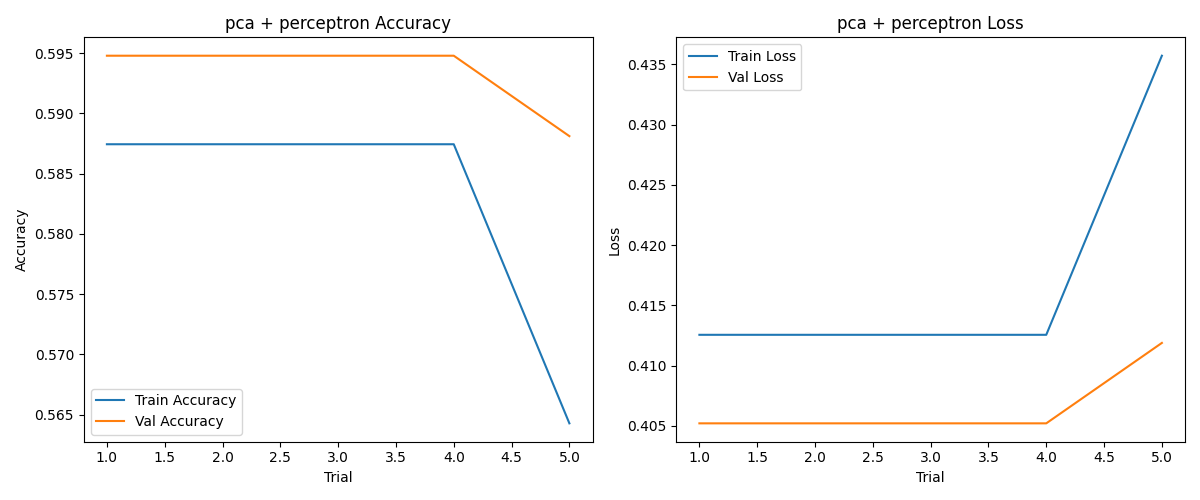 pca + perceptron Accuracy
0.595
0.590
0.585
0.580
0.575
0.570
0.565
Accuracy
Train Accuracy
Val Accuracy
1.0 1.5 2.0 2.5 3.0 3.5 4.0 4.5 5.0
Trial
pca + perceptron Loss
Train Loss
Val Loss
0.435
0.430
0.425
0.420
0.415
0.410
0.405
Loss
1.0 1.5 2.0 2.5 3.0 3.5 4.0 4.5 5.0
Trial